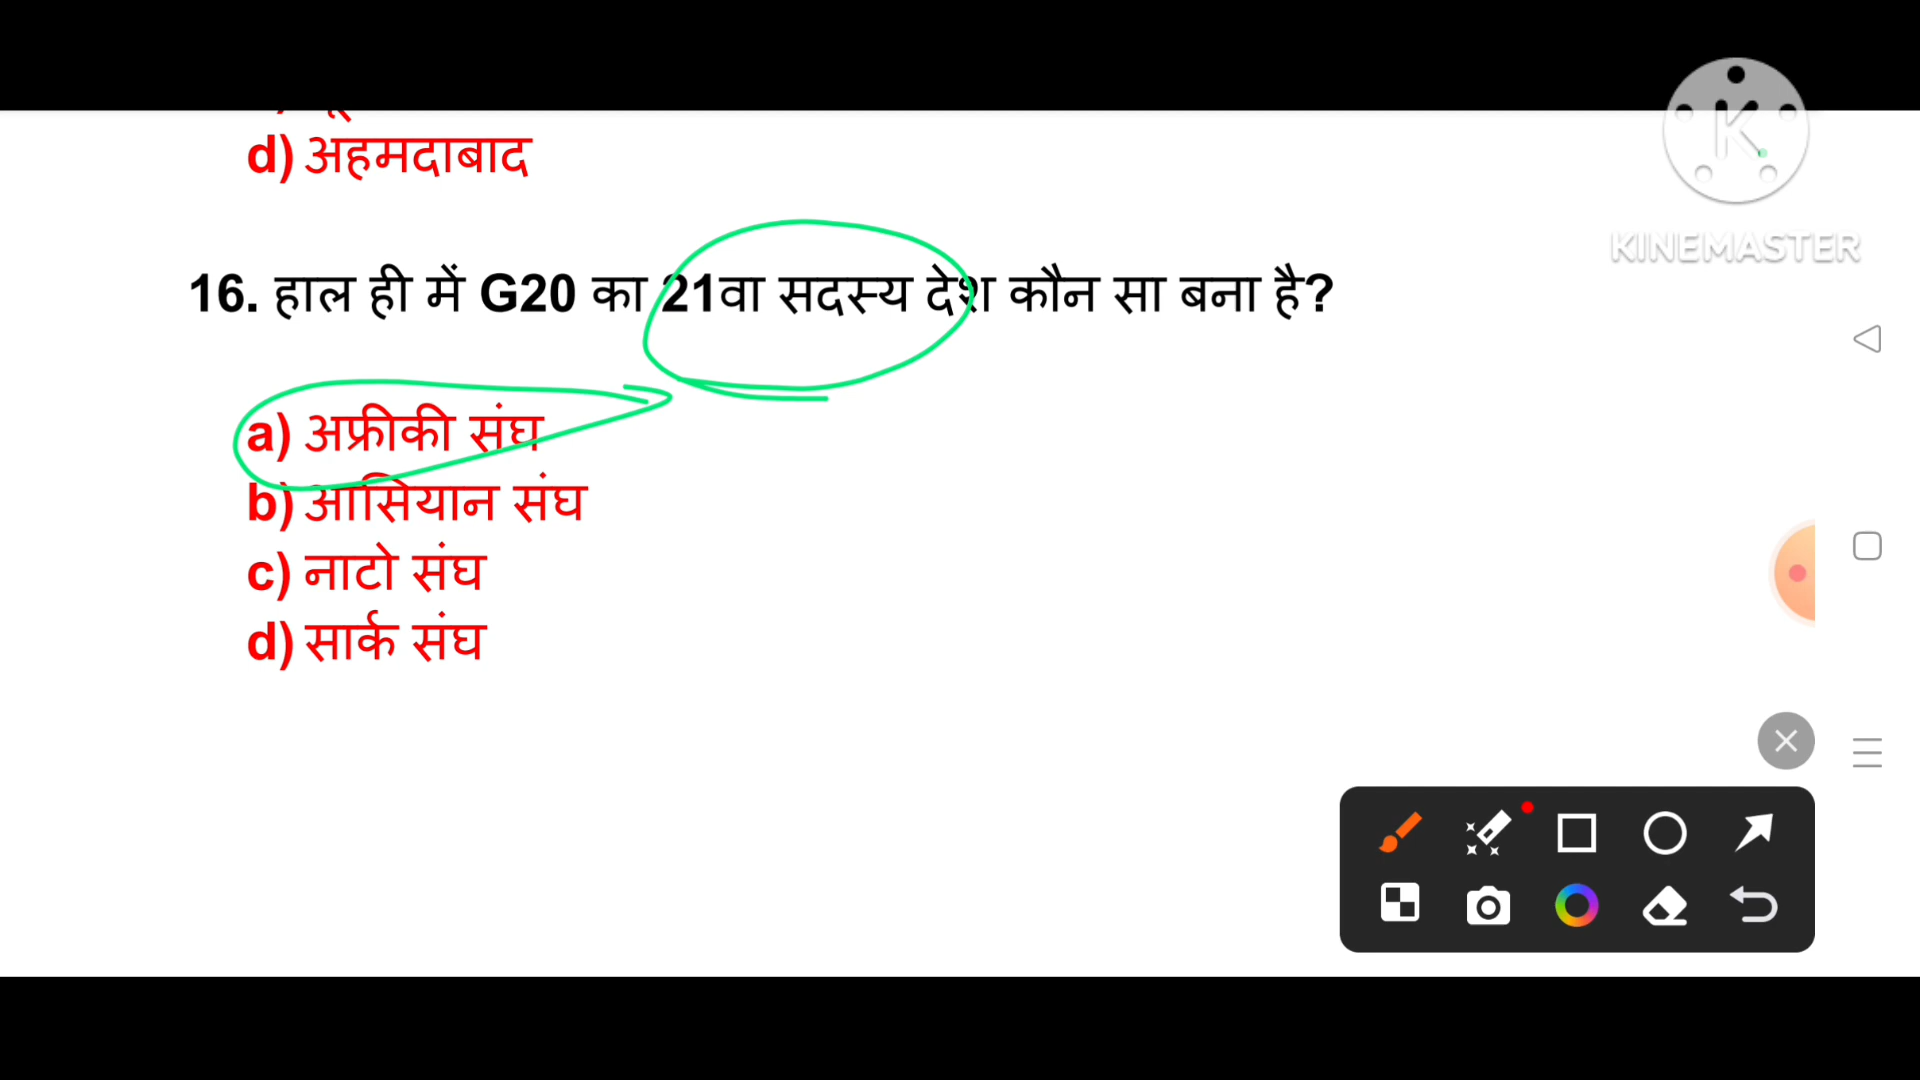 d) अहमदाबाद
16. हाल ही में G20 का 21वा सदस्य देश कौन सा बना है?
a) अफ्रीकी संघ
b) आसियान संघ
c) नाटो संघ
d) सार्क संघ
KINEMASTER